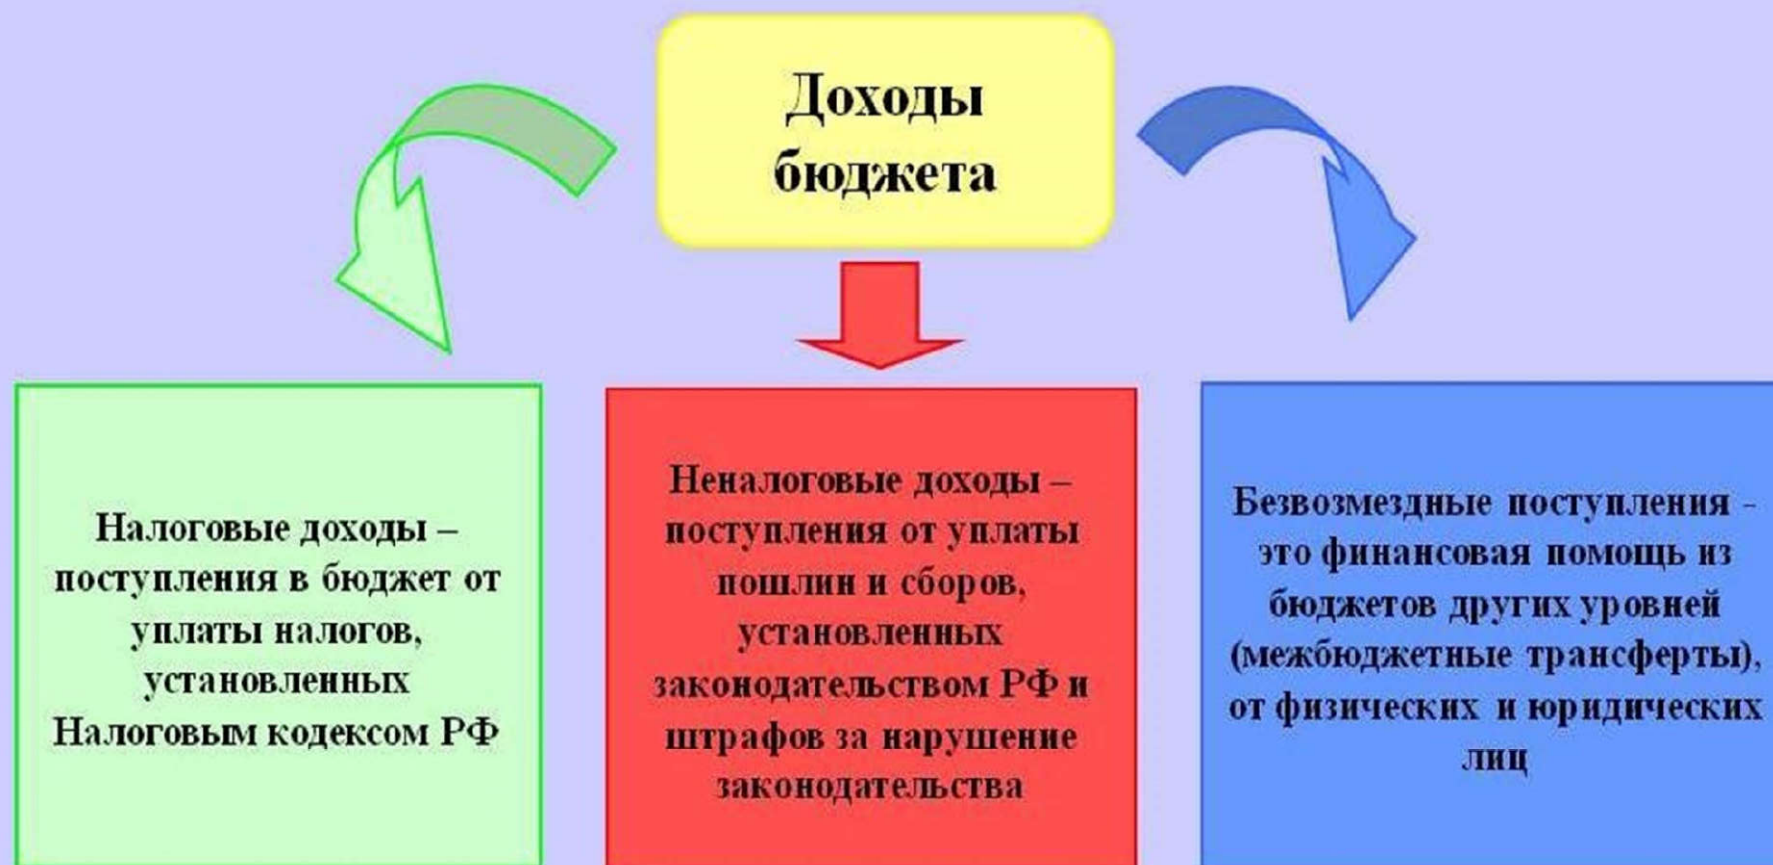 Доходы
бюджета
Налоговые доходы –
поступления в бюджет от
уплаты налогов,
установленных
Налоговым кодексом РФ
Неналоговые доходы –
поступления от уплаты
пошлин и сборов,
установленных
законодательством РФ и
штрафов за нарушение
законодательства
Безвозмездные поступления -
это финансовая помощь из
бюджетов других уровней
(межбюджетные трансферты),
от физических и юридических
лиц